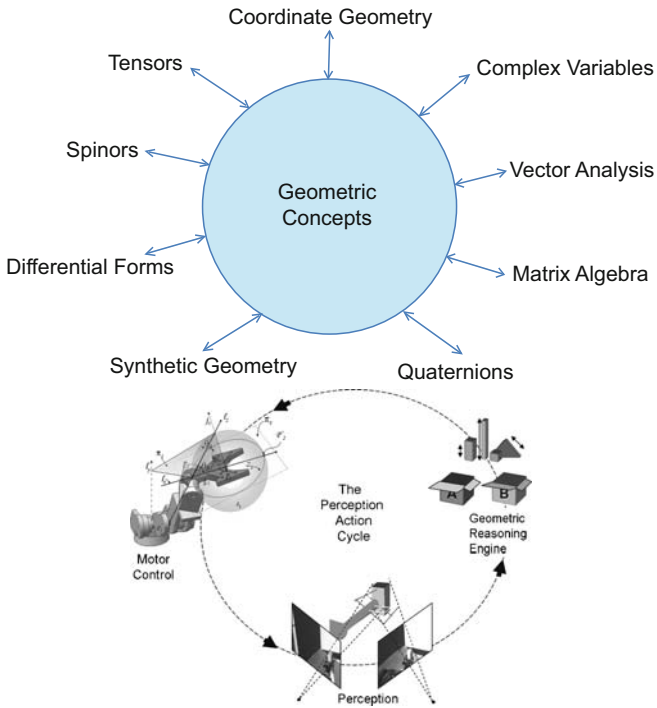 Coordinate Geometry
Tensors
Complex Variables
Spinors
Vector Analysis
Geometric
Concepts
Differential Forms
Matrix Algebra
Synthetic Geometry
Quaternions
The
Perception
Action
Cycle
A
B
Geometric
Reasoning
Engine
Motor
Control
Perception